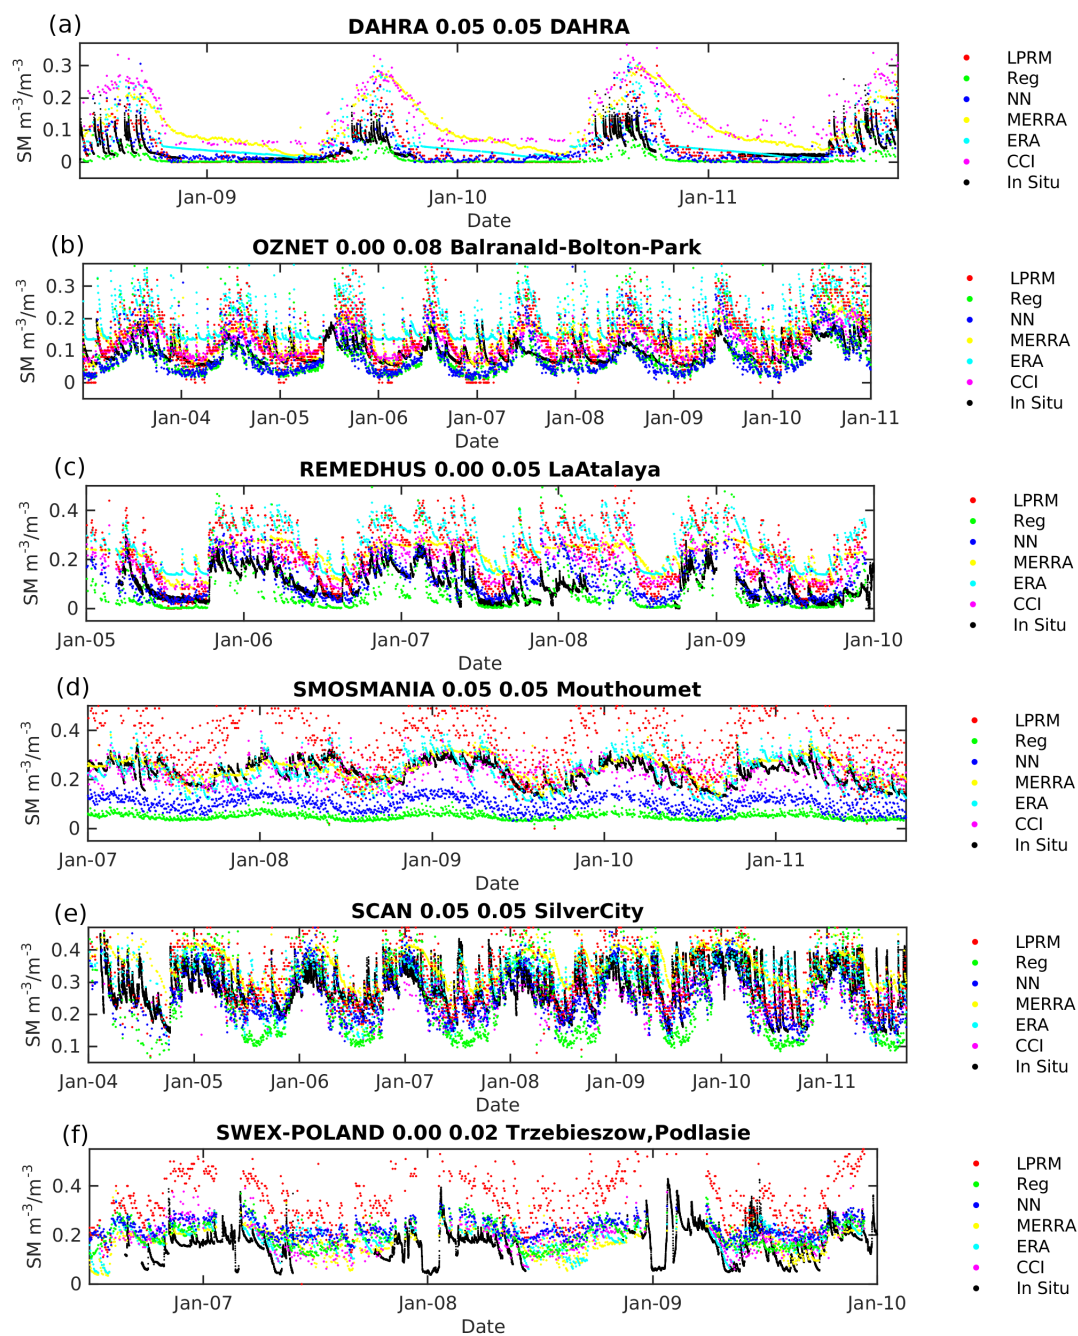 (a)
DAHRA 0.05 0.05 DAHRA
SM m-3/m-3
0.3
0.2
0.1
0
Jan-09 Jan-10 Jan-11
Date
LPRM
Reg
NN
MERRA
ERA
CCI
In Situ
(b)
OZNET 0.00 0.08 Balranald-Bolton-Park
SM m-3/m-3
0.3
0.2
0.1
0
Jan-04 Jan-05 Jan-06 Jan-07 Jan-08 Jan-09 Jan-10 Jan-11
Date
LPRM
Reg
NN
MERRA
ERA
CCI
In Situ
(c)
REMEDHUS 0.00 0.05 LaAtalaya
SM m-3/m-3
0.4
0.2
0
Jan-05 Jan-06 Jan-07 Jan-08 Jan-09 Jan-10
Date
LPRM
Reg
NN
MERRA
ERA
CCI
In Situ
(d)
SMOSMANIA 0.05 0.05 Mouthoumet
SM m-3/m-3
0.4
0.2
0
Jan-07 Jan-08 Jan-09 Jan-10 Jan-11
Date
LPRM
Reg
NN
MERRA
ERA
CCI
In Situ
(e)
SCAN 0.05 0.05 SilverCity
SM m-3/m-3
0.4
0.3
0.2
0.1
Jan-04 Jan-05 Jan-06 Jan-07 Jan-08 Jan-09 Jan-10 Jan-11
Date
LPRM
Reg
NN
MERRA
ERA
CCI
In Situ
(f)
SWEX-POLAND 0.00 0.02 Trzebieszow,Podlasie
SM m-3/m-3
0.4
0.2
0
Jan-07 Jan-08 Jan-09 Jan-10
Date
LPRM
Reg
NN
MERRA
ERA
CCI
In Situ